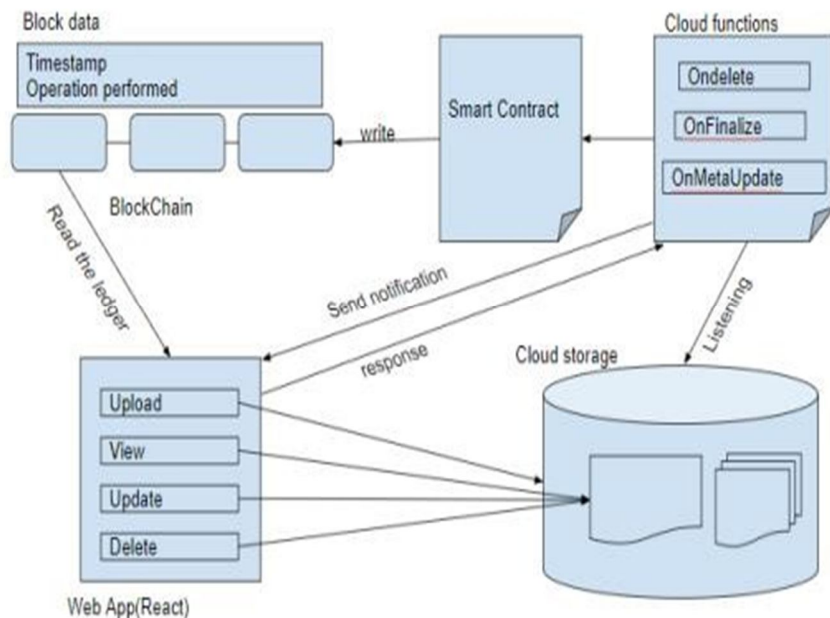 Block data
Timestamp
Operation performed
BlockChain
write
Smart Contract
Cloud functions
Ondelete
OnFinalize
OnMetaUpdate
Read the ledger
Send notification
response
Listening
Cloud storage
Upload
View
Update
Delete
Web App(React)